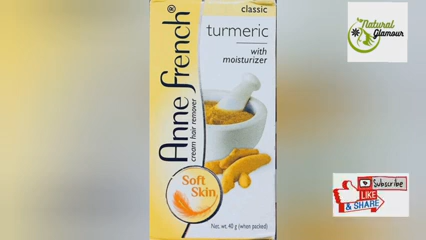 classic
Anne french®
cream hair remover
turmeric
with
moisturizer
Soft
Skin
Net. wt. 40 g (when packed)
Natural
Glamour
Subscribe
LIKE
& SHARE